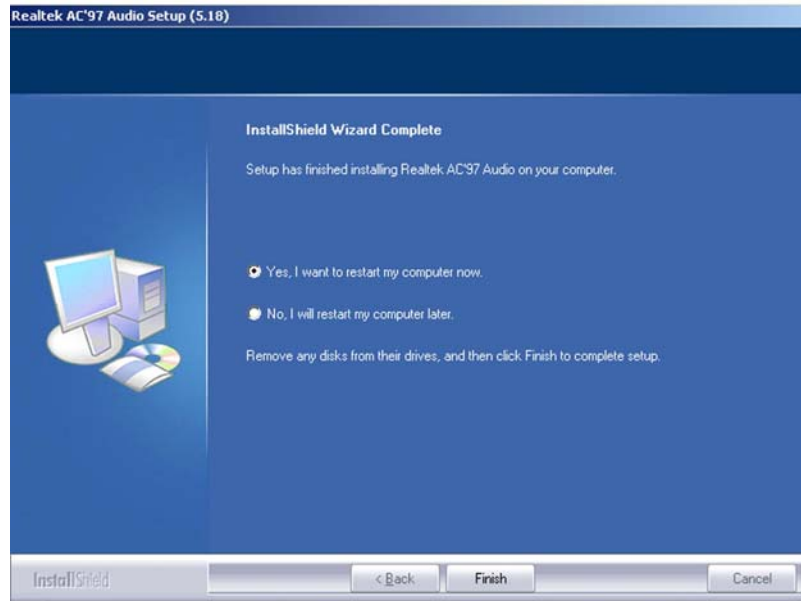 Realtek AC'97 Audio Setup (5.18)
InstallShield Wizard Complete
Setup has finished installing Realtek AC'97 Audio on your computer.
Yes, I want to restart my computer now.
No, I will restart my computer later.
Remove any disks from their drives, and then click Finish to complete setup.
InstallShield
< Back
Finish
Cancel